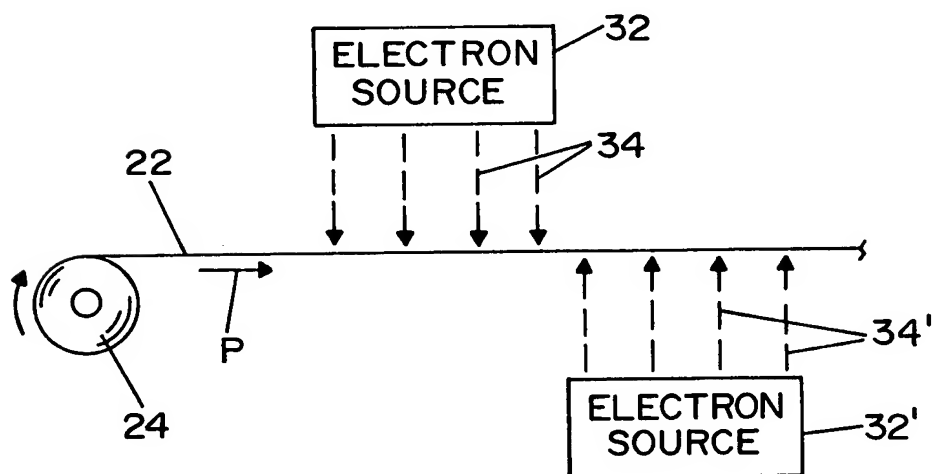 32
ELECTRON
SOURCE
34
22
P
24
34'
ELECTRON
SOURCE
32'